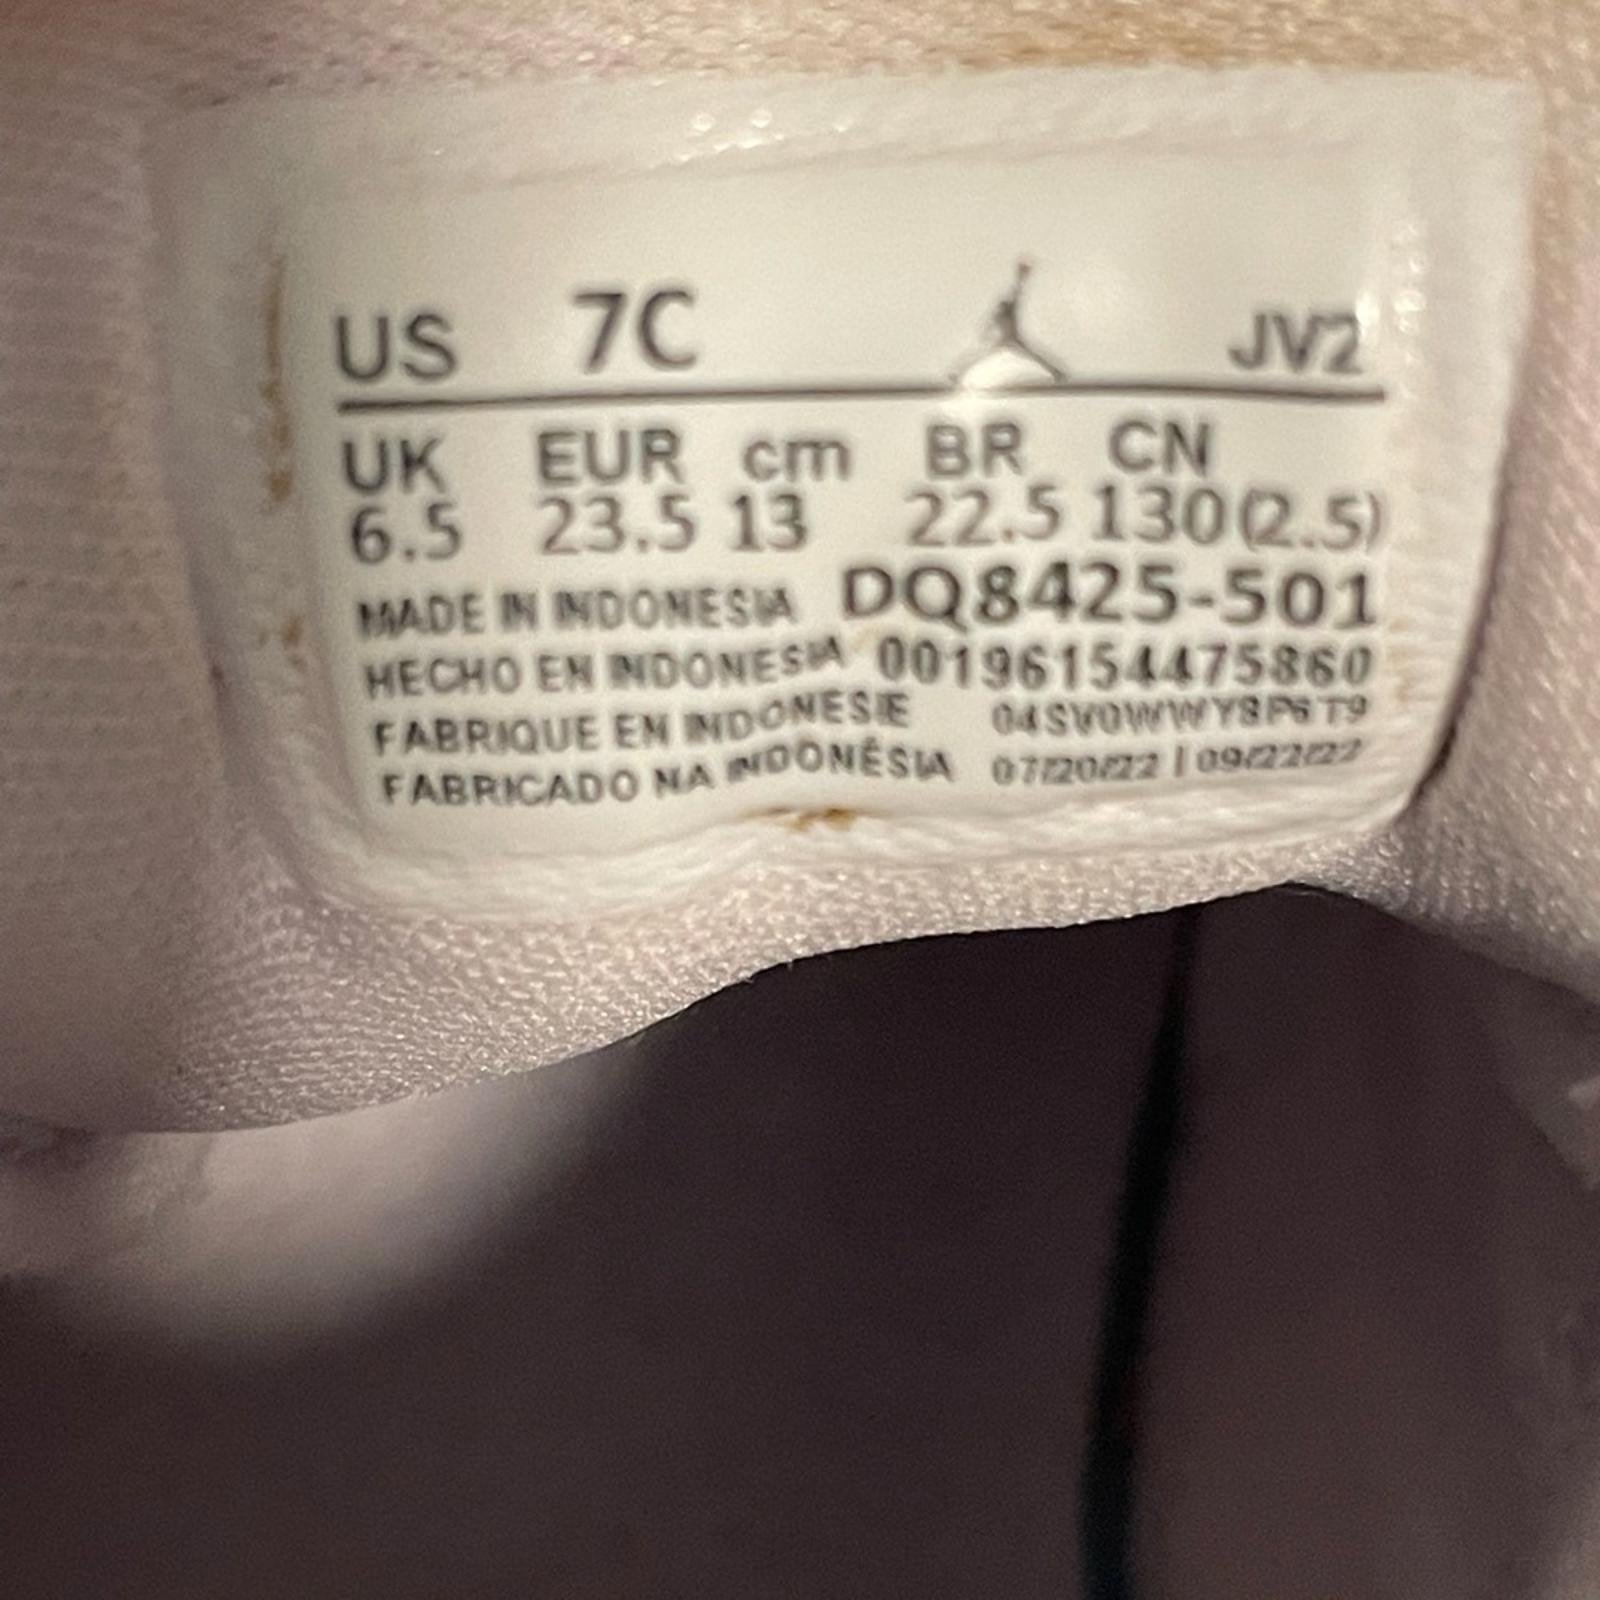 US 7C JV2
UK EUR cm BR CN
6.5 23.5 13 22.5 130(2.5)
MADE IN INDONESIA DQ8425-501
HECHO EN INDONESIA 00196154475860
FABRIQUE EN INDONESIE 04SV0WWY8P6T9
FABRICADO NA INDONÉSIA 07/20/22 | 09/22/22